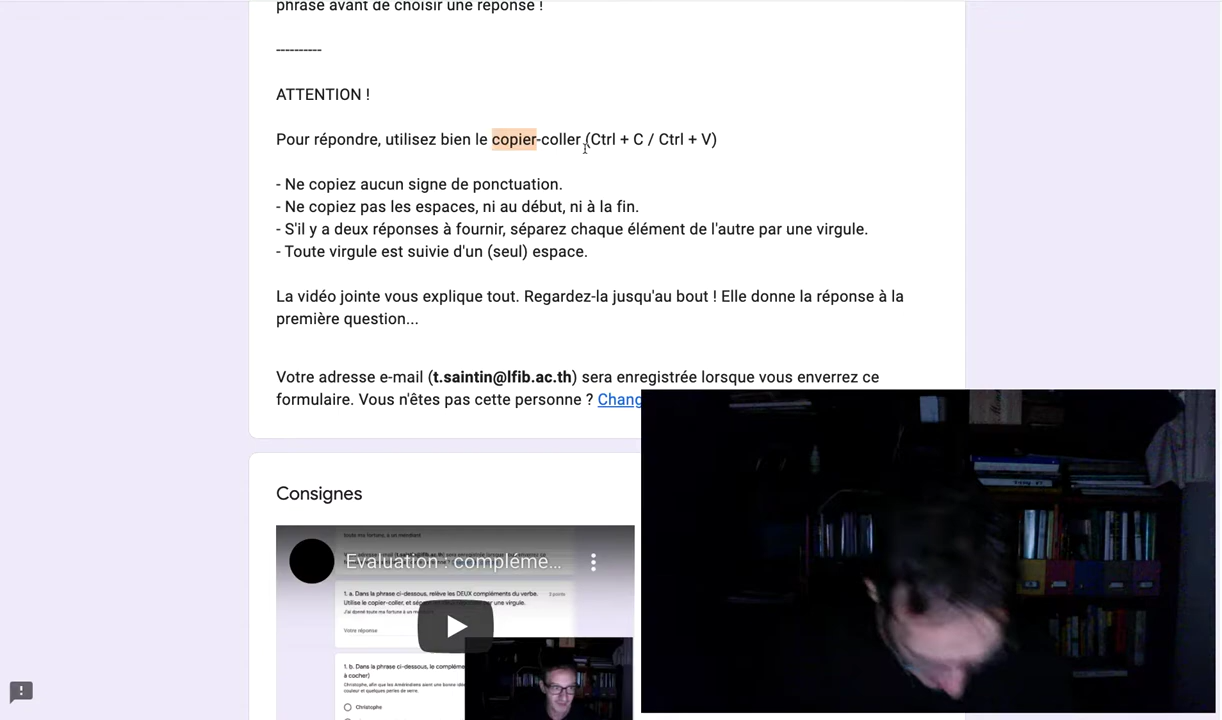 phrase avant de choisir une réponse !
----------
ATTENTION !
Pour répondre, utilisez bien le copier-coller (Ctrl + C / Ctrl + V)
- Ne copiez aucun signe de ponctuation.
- Ne copiez pas les espaces, ni au début, ni à la fin.
- S'il y a deux réponses à fournir, séparez chaque élément de l'autre par une virgule.
- Toute virgule est suivie d'un (seul) espace.
La vidéo jointe vous explique tout. Regardez-la jusqu'au bout ! Elle donne la réponse à la
première question...
Votre adresse e-mail (t.saintin@lfib.ac.th) sera enregistrée lorsque vous enverrez ce
formulaire. Vous n'êtes pas cette personne ? Chang
Consignes
Evaluation : compléme...
1. a. Dans la phrase ci-dessous, relève les DEUX compléments du verbe.
3 points
Votre réponse
1. b. Dans la phrase ci-dessous, le complém
à cocher)
Christophe